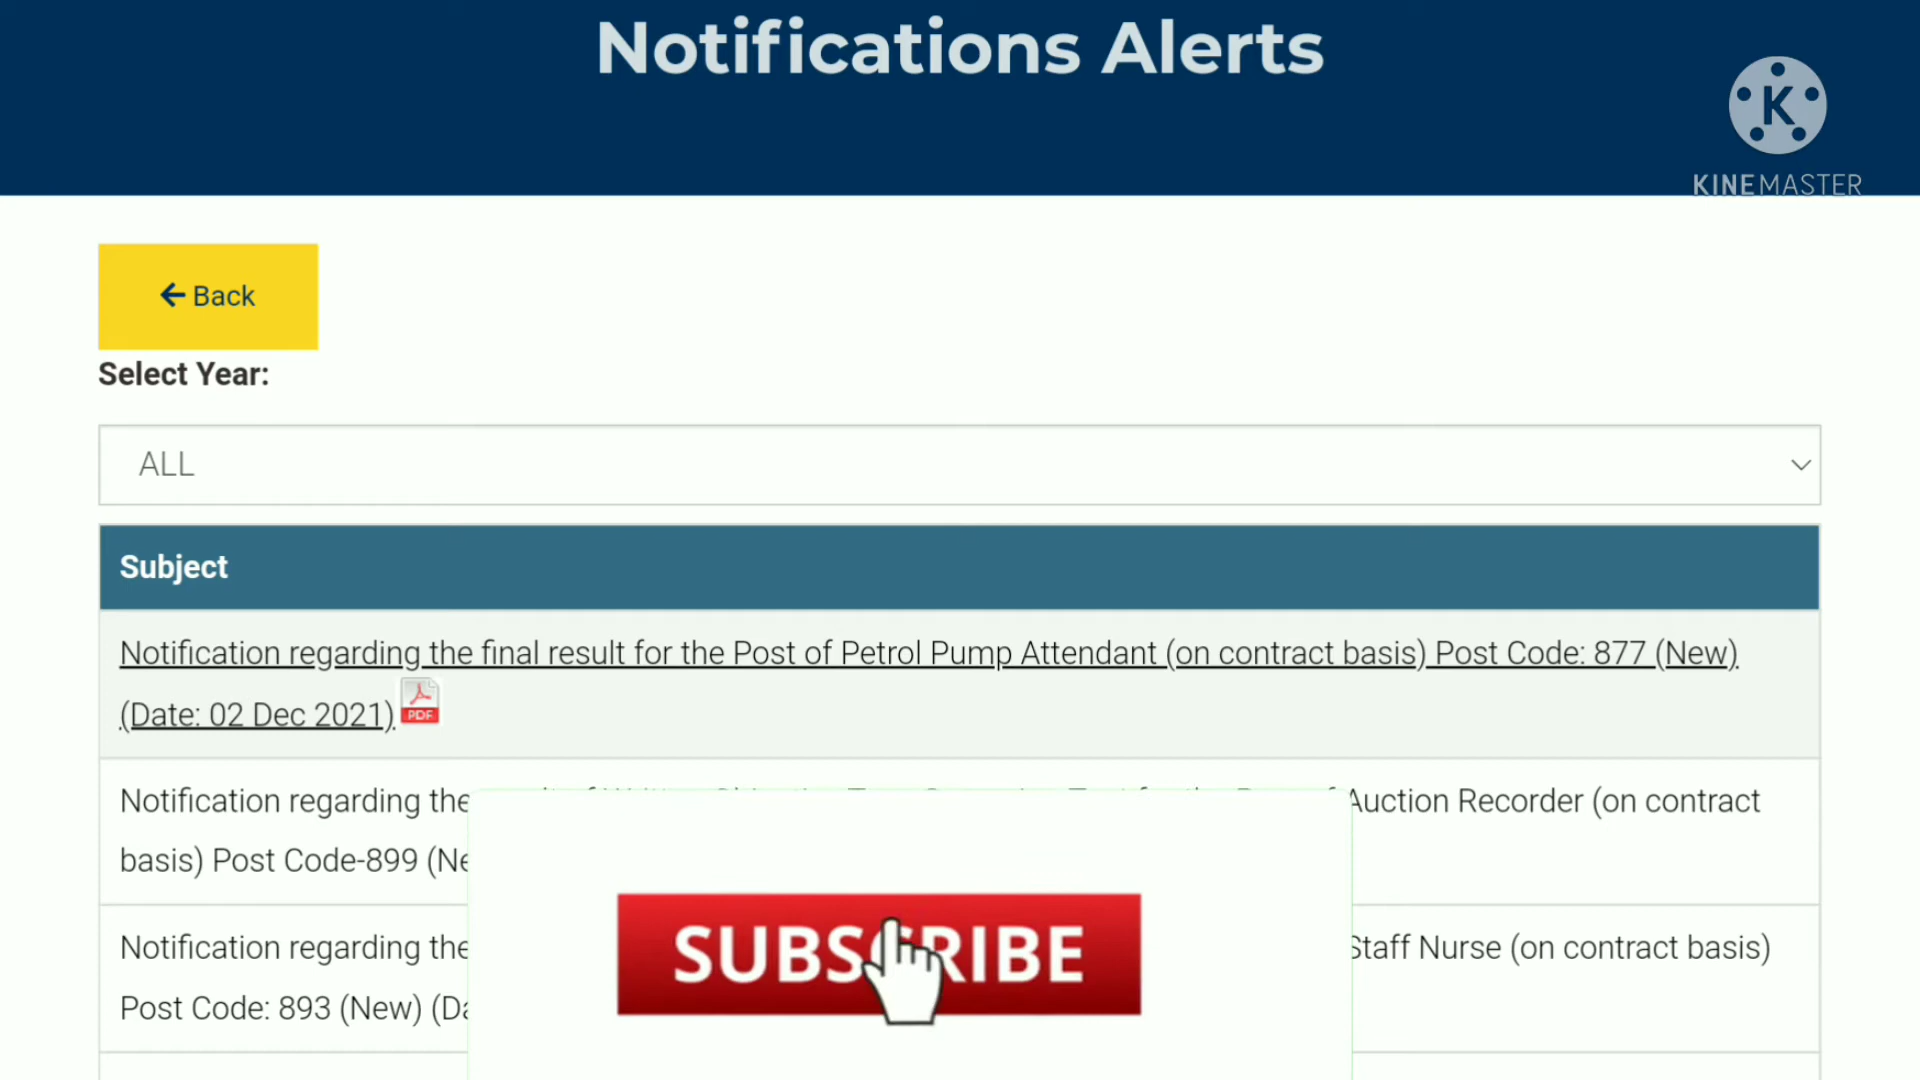 Notifications Alerts
K
KINEMASTER
Back
Select Year:
ALL
Subject
Notification regarding the final result for the Post of Petrol Pump Attendant (on contract basis) Post Code: 877 (New)
(Date: 02 Dec 2021)
PDF
Notification regarding the Auction Recorder (on contract
basis) Post Code-899
Notification regarding the Staff Nurse (on contract basis)
Post Code: 893 (New)
SUBSCRIBE